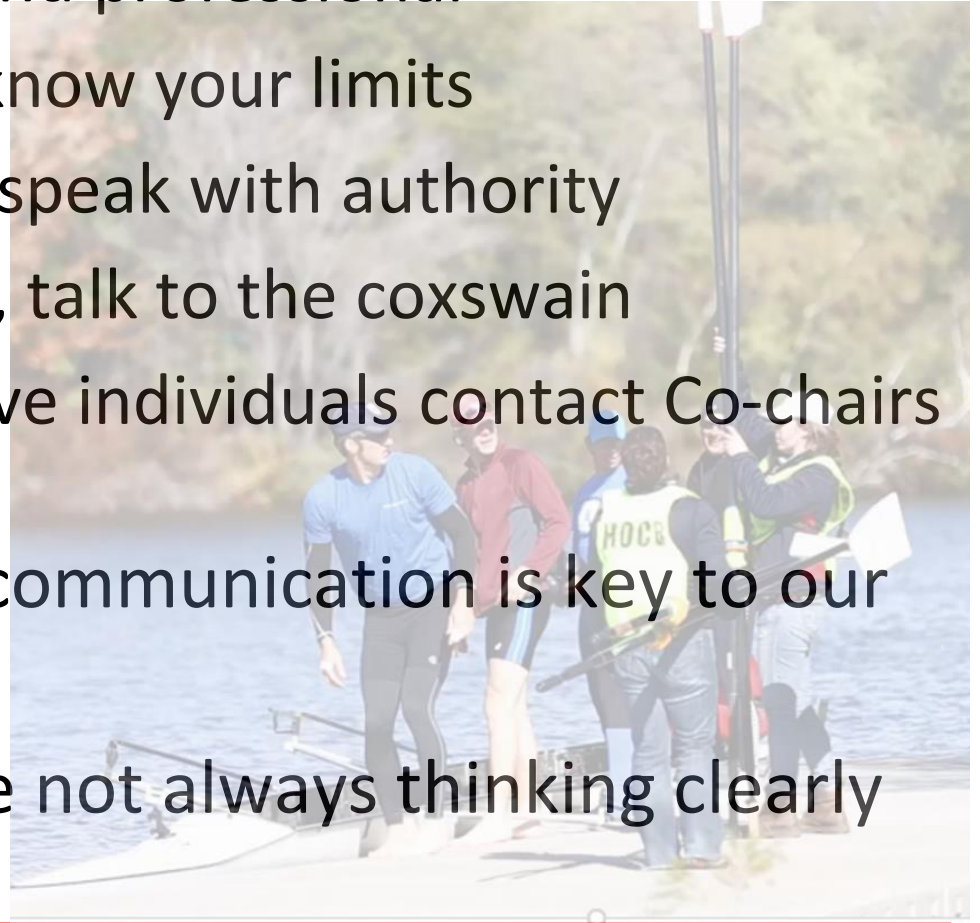 professional
know your limits
speak with authority
, talk to the coxswain
ve individuals contact Co-chairs
HOCR
communication is key to our
e not always thinking clearly